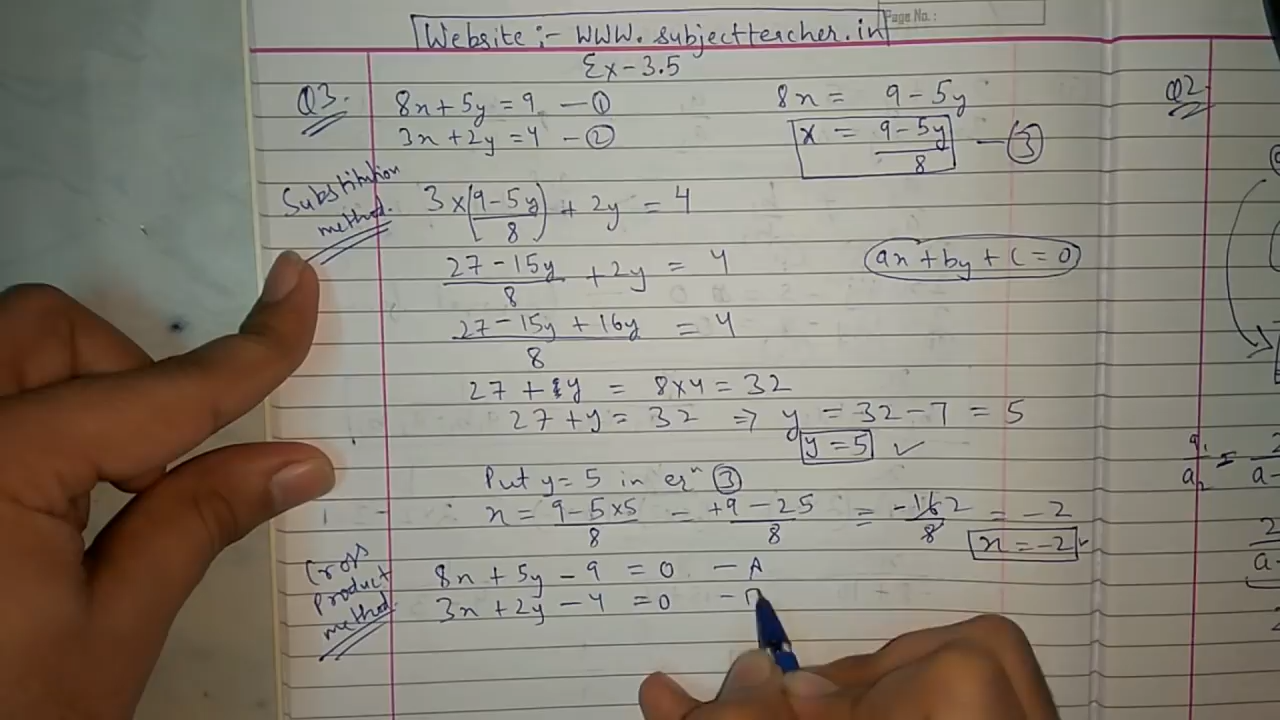 Page No.:
Website :- WWW.subjectteacher.in
Ex-3.5
Q3. 8x + 5y = 9 — ①
3x + 2y = 4 - ②
8x = 9 - 5y
x = (9-5y)/8 — ③
Q2
Substitution method.
3 × ((9-5y)/8) + 2y = 4
(27 - 15y)/8 + 2y = 4
ax + by + c = 0
(27 - 15y + 16y)/8 = 4
27 + 1y = 8×4 = 32
27 + y = 32 ⇒ y = 32 - 7 = 5
y = 5 ✓
Put y = 5 in eqⁿ ③
x = (9 - 5×5)/8 = (+9 - 25)/8 = -16/8 2 = -2
x = -2
Cross product method.
8x + 5y - 9 = 0 — A
3x + 2y - 4 = 0 -